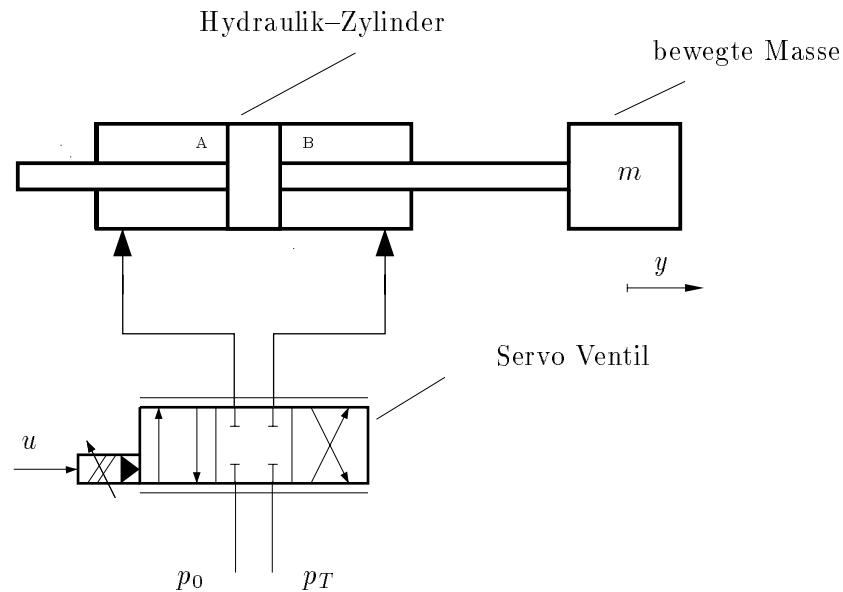 Hydraulik–Zylinder
bewegte Masse
A
B
m
y
Servo Ventil
u
p0
pT